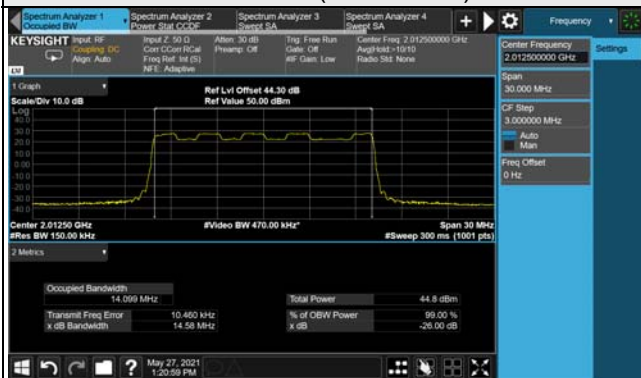 Spectrum Analyzer 1
Occupied BW
Spectrum Analyzer 2
Power Stat CCDF
Spectrum Analyzer 3
Swept SA
Spectrum Analyzer 4
Swept SA
Frequency
KEYSIGHT
Input: RF
Coupling: DC
Align: Auto
Input Z: 50 Ω
Corr CCorr RCal
Freq Ref: Int (S)
NFE: Adaptive
Atten: 30 dB
Preamp: Off
Trig: Free Run
Gate: Off
#IF Gain: Low
Center Freq: 2.012500000 GHz
Avg|Hold:>10/10
Radio Std: None
Center Frequency
2.012500000 GHz
Settings
Span
30.000 MHz
CF Step
3.000000 MHz
Auto
Man
Freq Offset
0 Hz
1 Graph
Scale/Div 10.0 dB
Ref Lvl Offset 44.30 dB
Ref Value 50.00 dBm
Log
40.0
30.0
20.0
10.0
0.00
-10.0
-20.0
-30.0
-40.0
Center 2.01250 GHz
#Res BW 150.00 kHz
#Video BW 470.00 kHz*
Span 30 MHz
#Sweep 300 ms (1001 pts)
2 Metrics
Occupied Bandwidth
14.099 MHz
Total Power 44.8 dBm
Transmit Freq Error 10.460 kHz
% of OBW Power 99.00 %
x dB Bandwidth 14.58 MHz
x dB -26.00 dB
?
May 27, 2021
1:20:59 PM